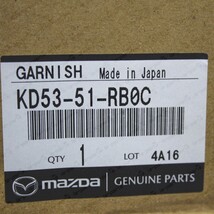 GARNISH Made in Japan
KD53-51-RB0C
QTY 1 LOT 4A16
mazda GENUINE PARTS